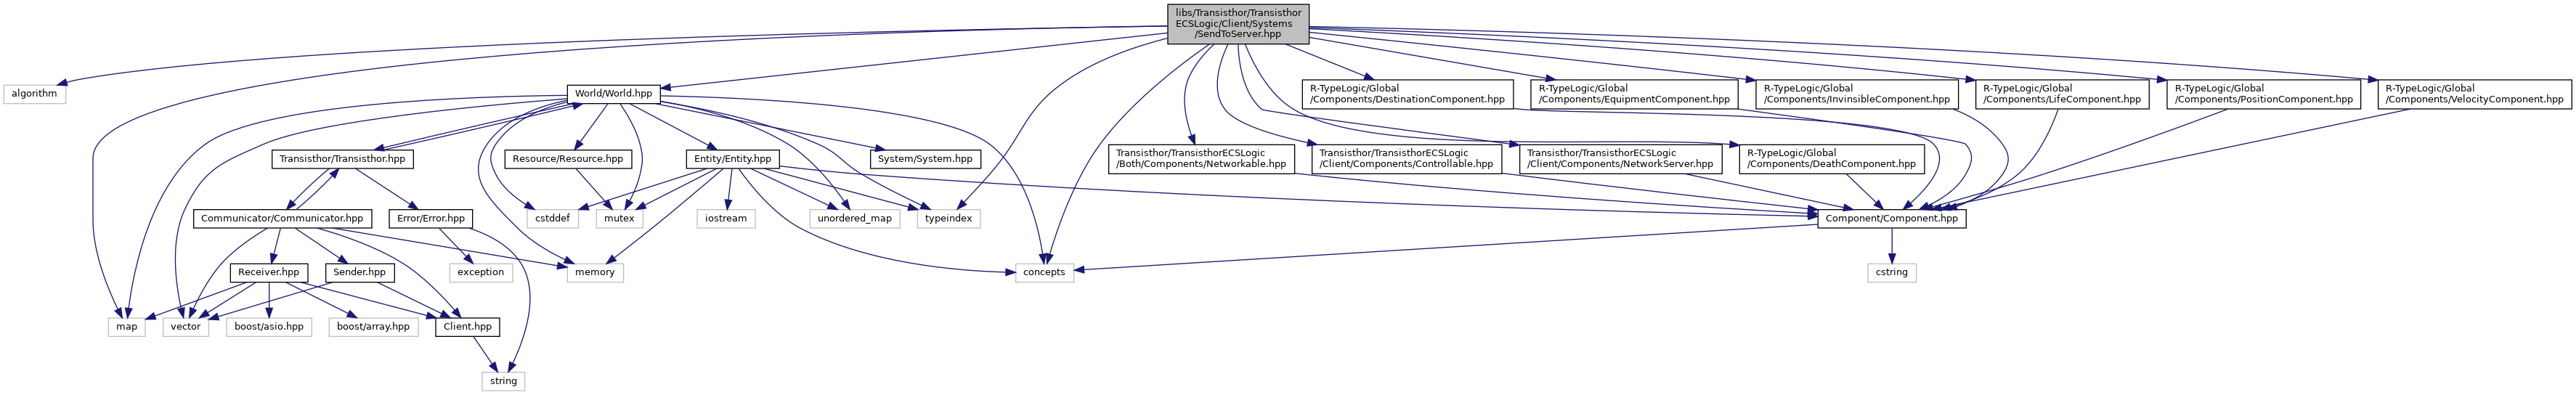 libs/Transisthor/Transisthor
ECSLogic/Client/Systems
/SendToServer.hpp
algorithm
World/World.hpp
R-TypeLogic/Global
/Components/DestinationComponent.hpp
R-TypeLogic/Global
/Components/EquipmentComponent.hpp
R-TypeLogic/Global
/Components/InvinsibleComponent.hpp
R-TypeLogic/Global
/Components/LifeComponent.hpp
R-TypeLogic/Global
/Components/PositionComponent.hpp
R-TypeLogic/Global
/Components/VelocityComponent.hpp
Transisthor/Transisthor.hpp
Resource/Resource.hpp
Entity/Entity.hpp
System/System.hpp
Transisthor/TransisthorECSLogic
/Both/Components/Networkable.hpp
Transisthor/TransisthorECSLogic
/Client/Components/Controllable.hpp
Transisthor/TransisthorECSLogic
/Client/Components/NetworkServer.hpp
R-TypeLogic/Global
/Components/DeathComponent.hpp
Communicator/Communicator.hpp
Error/Error.hpp
cstddef
mutex
iostream
unordered_map
typeindex
Component/Component.hpp
Receiver.hpp
Sender.hpp
exception
memory
concepts
cstring
map
vector
boost/asio.hpp
boost/array.hpp
Client.hpp
string